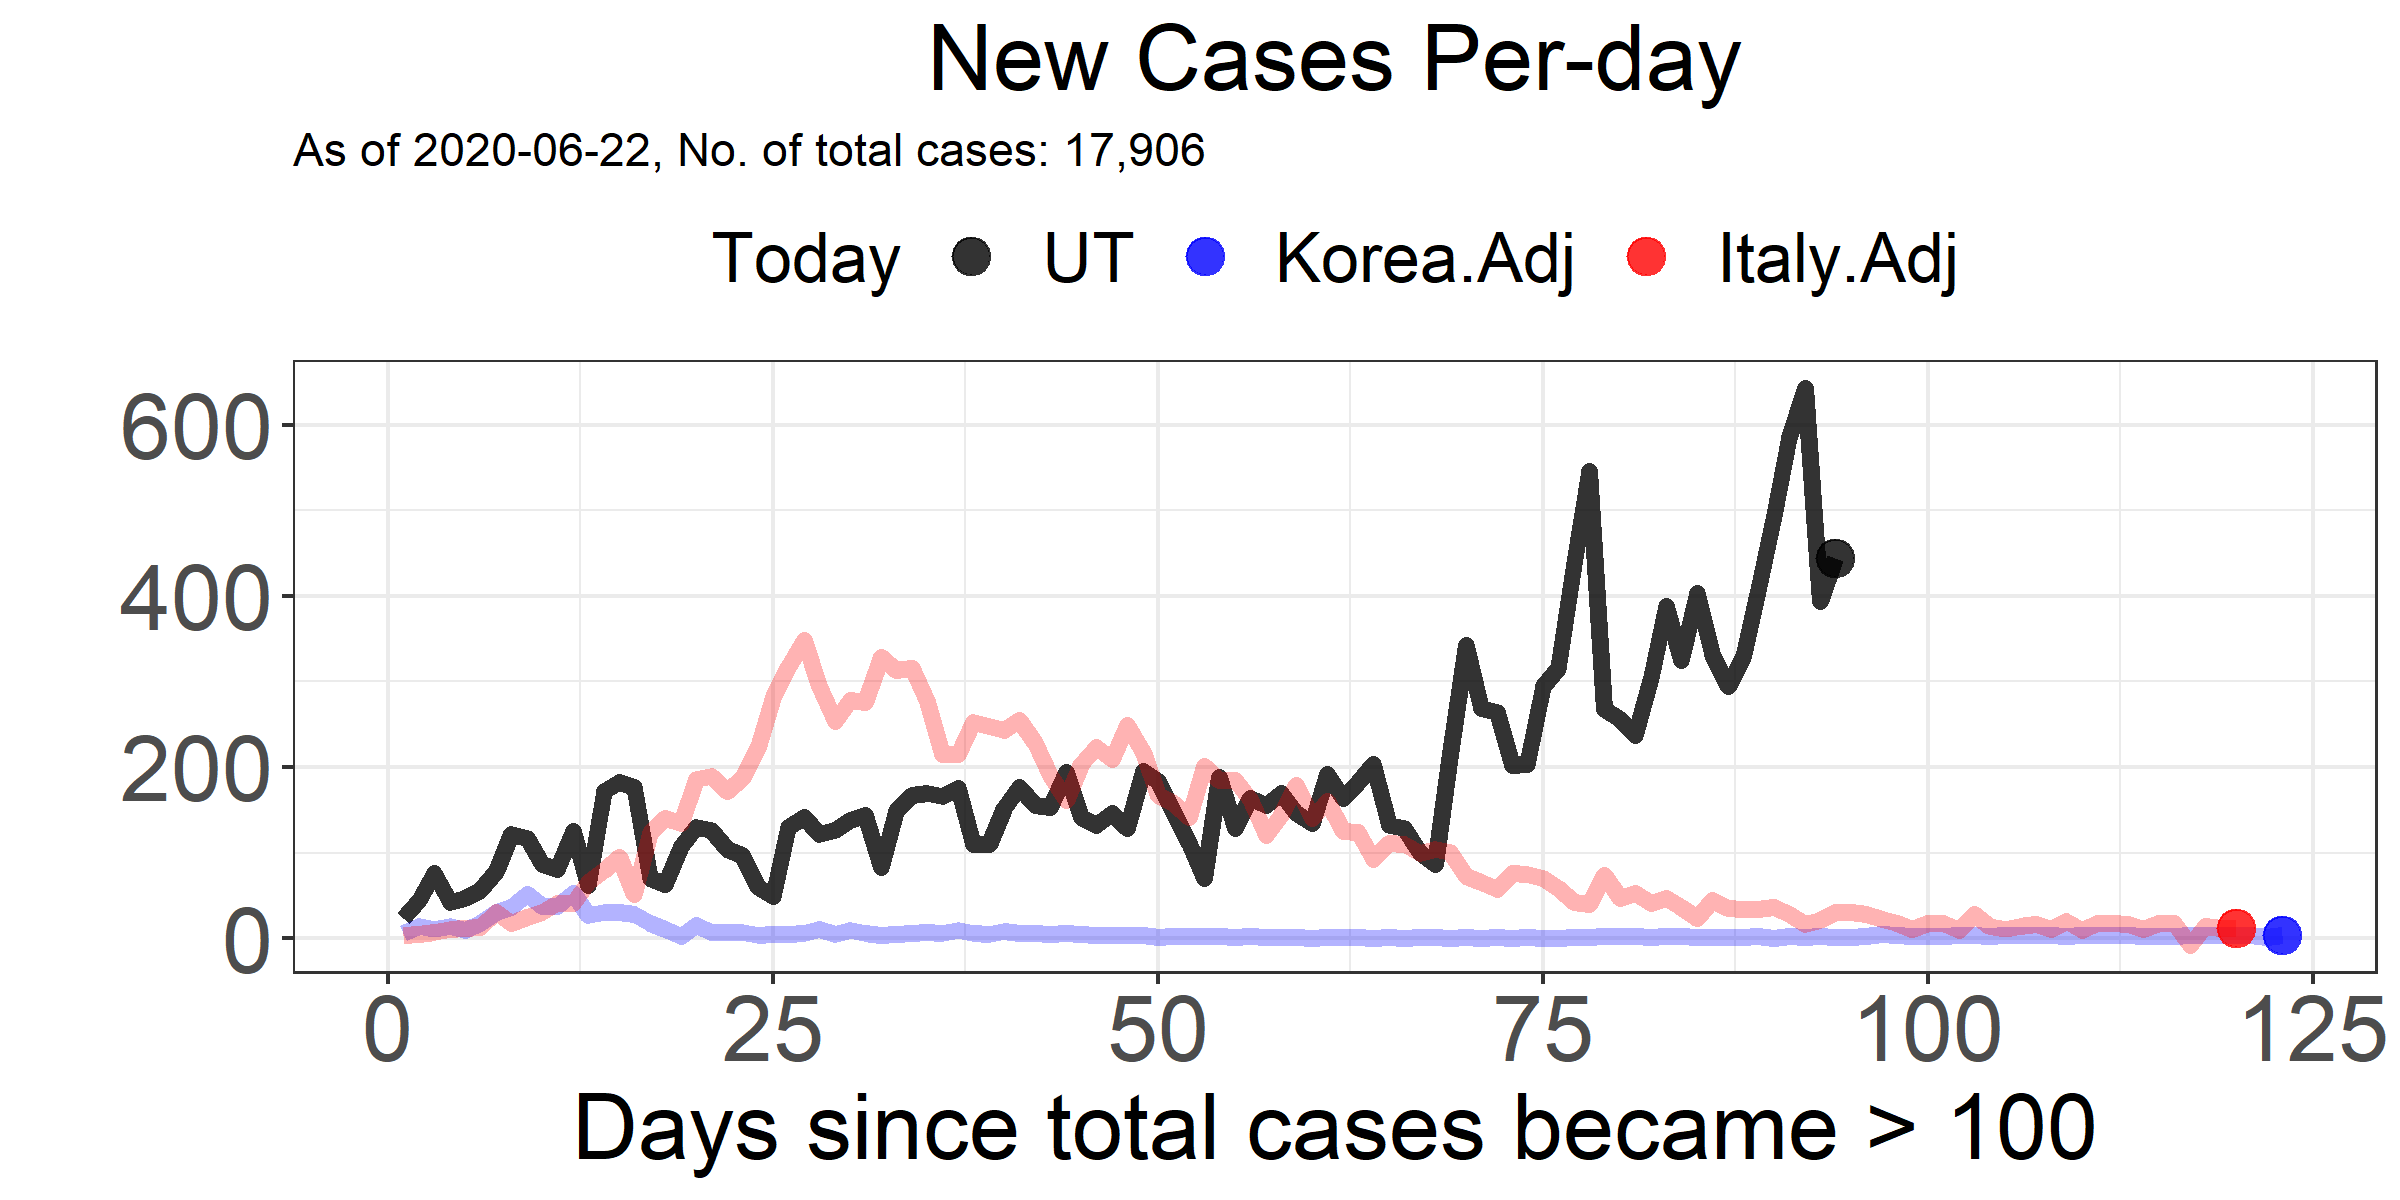 New Cases Per-day
As of 2020-06-22, No. of total cases: 17,906
Today UT Korea.Adj Italy.Adj
600
400
200
0
0 25 50 75 100 125
Days since total cases became > 100